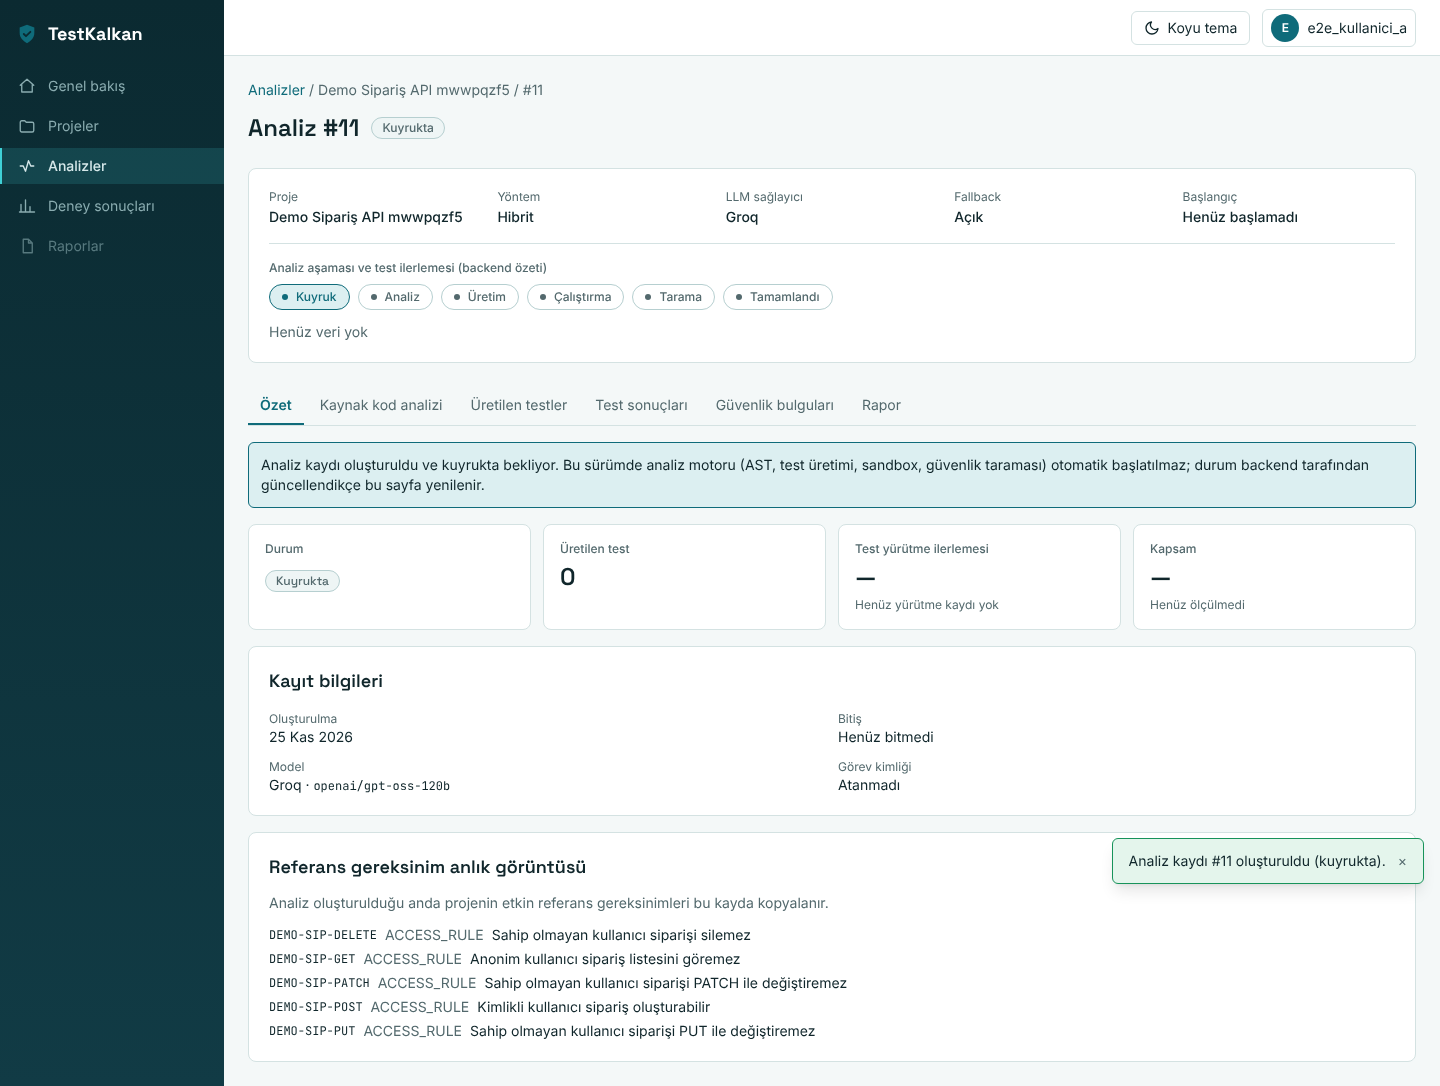 TestKalkan
Genel bakış
Projeler
Analizler
Deney sonuçları
Raporlar
Koyu tema
E
e2e_kullanici_a
Analizler / Demo Sipariş API mwwpqzf5 / #11
Analiz #11
Kuyrukta
Proje
Demo Sipariş API mwwpqzf5
Yöntem
Hibrit
LLM sağlayıcı
Groq
Fallback
Açık
Başlangıç
Henüz başlamadı
Analiz aşaması ve test ilerlemesi (backend özeti)
Kuyruk
Analiz
Üretim
Çalıştırma
Tarama
Tamamlandı
Henüz veri yok
Özet
Kaynak kod analizi
Üretilen testler
Test sonuçları
Güvenlik bulguları
Rapor
Analiz kaydı oluşturuldu ve kuyrukta bekliyor. Bu sürümde analiz motoru (AST, test üretimi, sandbox, güvenlik taraması) otomatik başlatılmaz; durum backend tarafından
güncellendikçe bu sayfa yenilenir.
Durum
Kuyrukta
Üretilen test
0
Test yürütme ilerlemesi
—
Henüz yürütme kaydı yok
Kapsam
—
Henüz ölçülmedi
Kayıt bilgileri
Oluşturulma
25 Kas 2026
Bitiş
Henüz bitmedi
Model
Groq · openai/gpt-oss-120b
Görev kimliği
Atanmadı
Referans gereksinim anlık görüntüsü
Analiz kaydı #11 oluşturuldu (kuyrukta). ×
Analiz oluşturulduğu anda projenin etkin referans gereksinimleri bu kayda kopyalanır.
DEMO-SIP-DELETE ACCESS_RULE Sahip olmayan kullanıcı siparişi silemez
DEMO-SIP-GET ACCESS_RULE Anonim kullanıcı sipariş listesini göremez
DEMO-SIP-PATCH ACCESS_RULE Sahip olmayan kullanıcı siparişi PATCH ile değiştiremez
DEMO-SIP-POST ACCESS_RULE Kimlikli kullanıcı sipariş oluşturabilir
DEMO-SIP-PUT ACCESS_RULE Sahip olmayan kullanıcı siparişi PUT ile değiştiremez